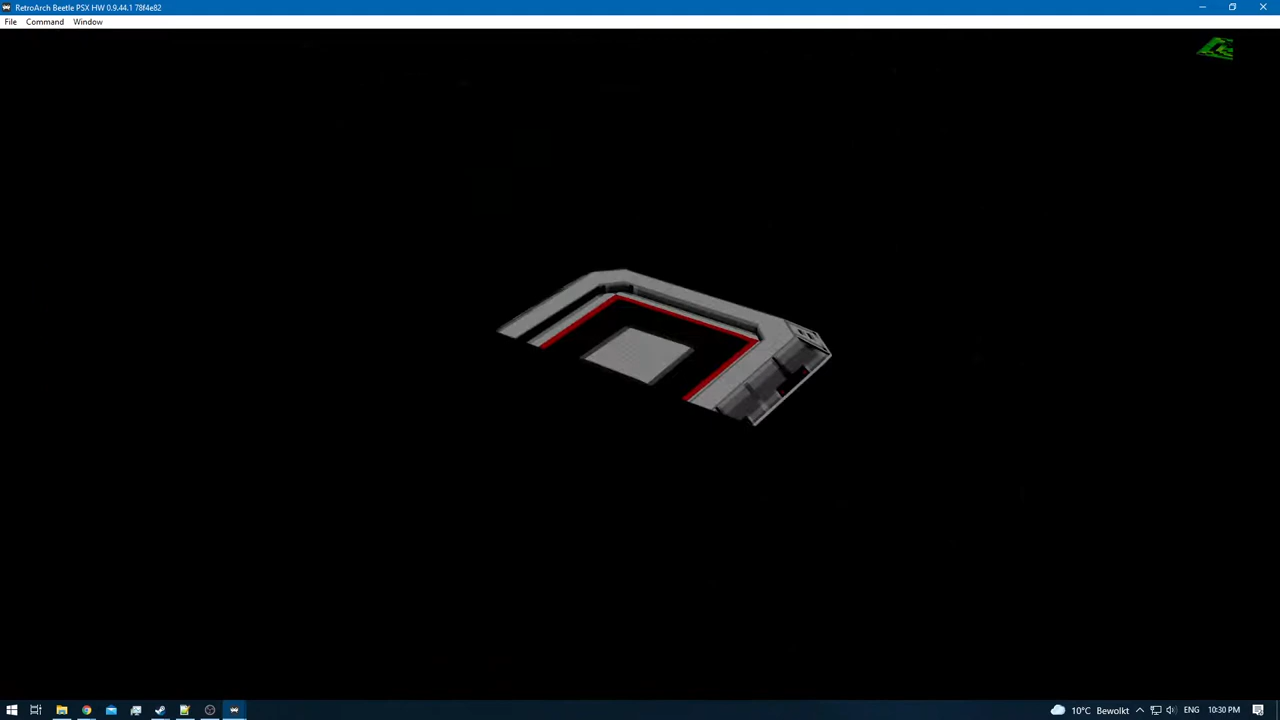 RetroArch Beetle PSX HW 0.9.44.1 78f4e82
File Command Window
10°C Bewolkt ENG 10:30 PM